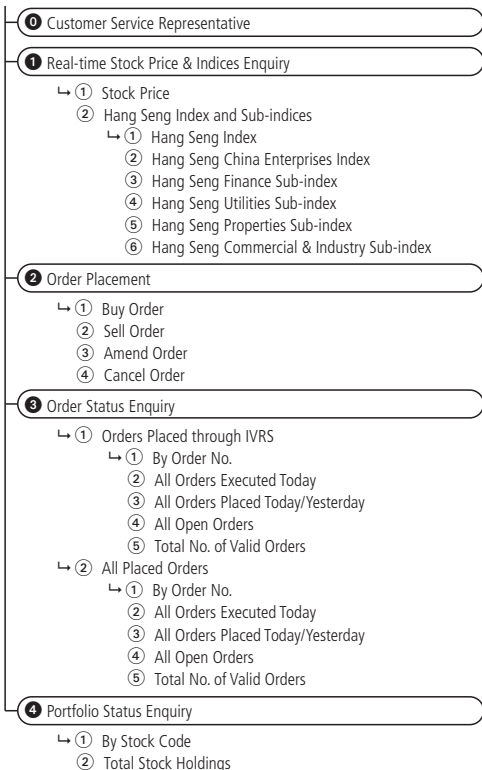 0 Customer Service Representative
1 Real-time Stock Price & Indices Enquiry
1 Stock Price
2 Hang Seng Index and Sub-indices
1 Hang Seng Index
2 Hang Seng China Enterprises Index
3 Hang Seng Finance Sub-index
4 Hang Seng Utilities Sub-index
5 Hang Seng Properties Sub-index
6 Hang Seng Commercial & Industry Sub-index
2 Order Placement
1 Buy Order
2 Sell Order
3 Amend Order
4 Cancel Order
3 Order Status Enquiry
1 Orders Placed through IVRS
1 By Order No.
2 All Orders Executed Today
3 All Orders Placed Today/Yesterday
4 All Open Orders
5 Total No. of Valid Orders
2 All Placed Orders
1 By Order No.
2 All Orders Executed Today
3 All Orders Placed Today/Yesterday
4 All Open Orders
5 Total No. of Valid Orders
4 Portfolio Status Enquiry
1 By Stock Code
2 Total Stock Holdings